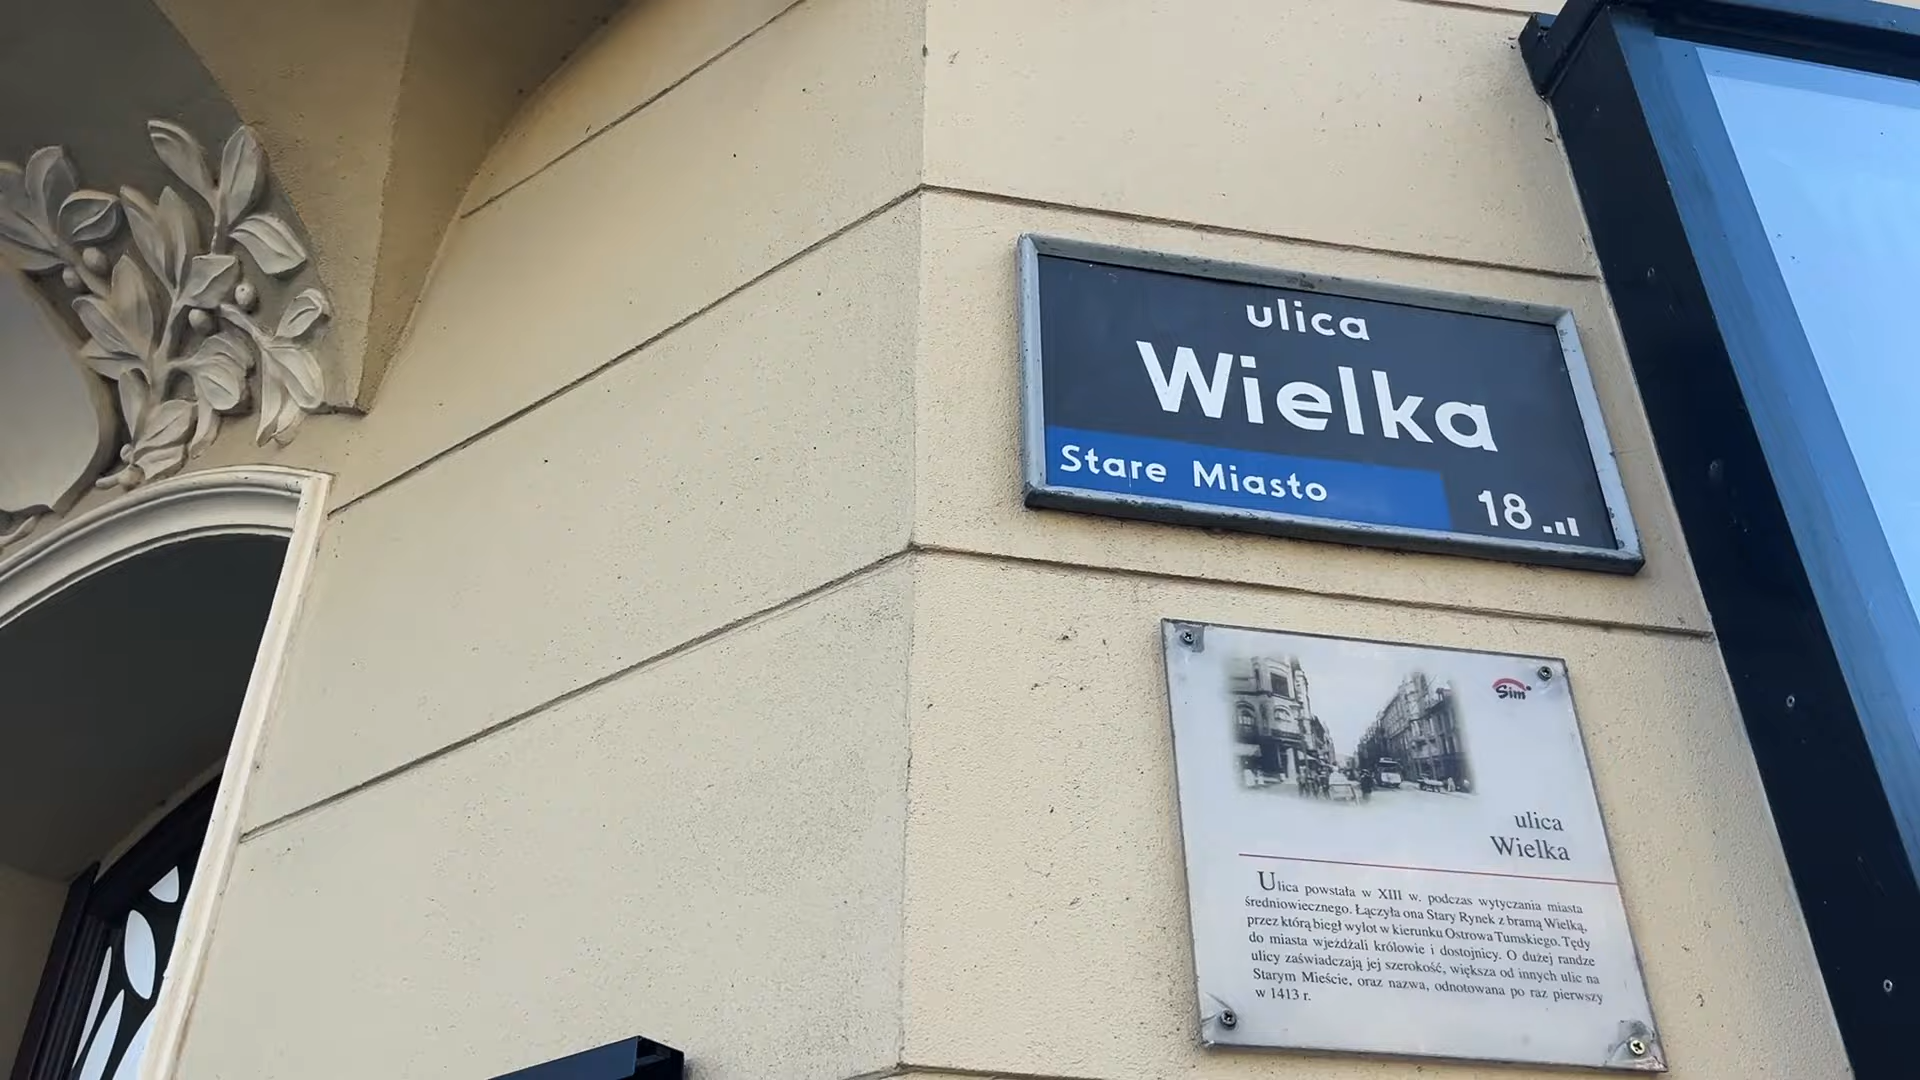 ulica
Wielka
Stare Miasto
18
Sim
ulica
Wielka
Ulica powstała w XIII w. podczas wytyczania miasta
średniowiecznego. Łączyła ona Stary Rynek z bramą Wielką,
przez którą biegł wylot w kierunku Ostrowa Tumskiego. Tędy
do miasta wjeżdżali królowie i dostojnicy. O dużej randze
ulicy zaświadczają jej szerokość, większa od innych ulic na
Starym Mieście, oraz nazwa, odnotowana po raz pierwszy
w 1413 r.